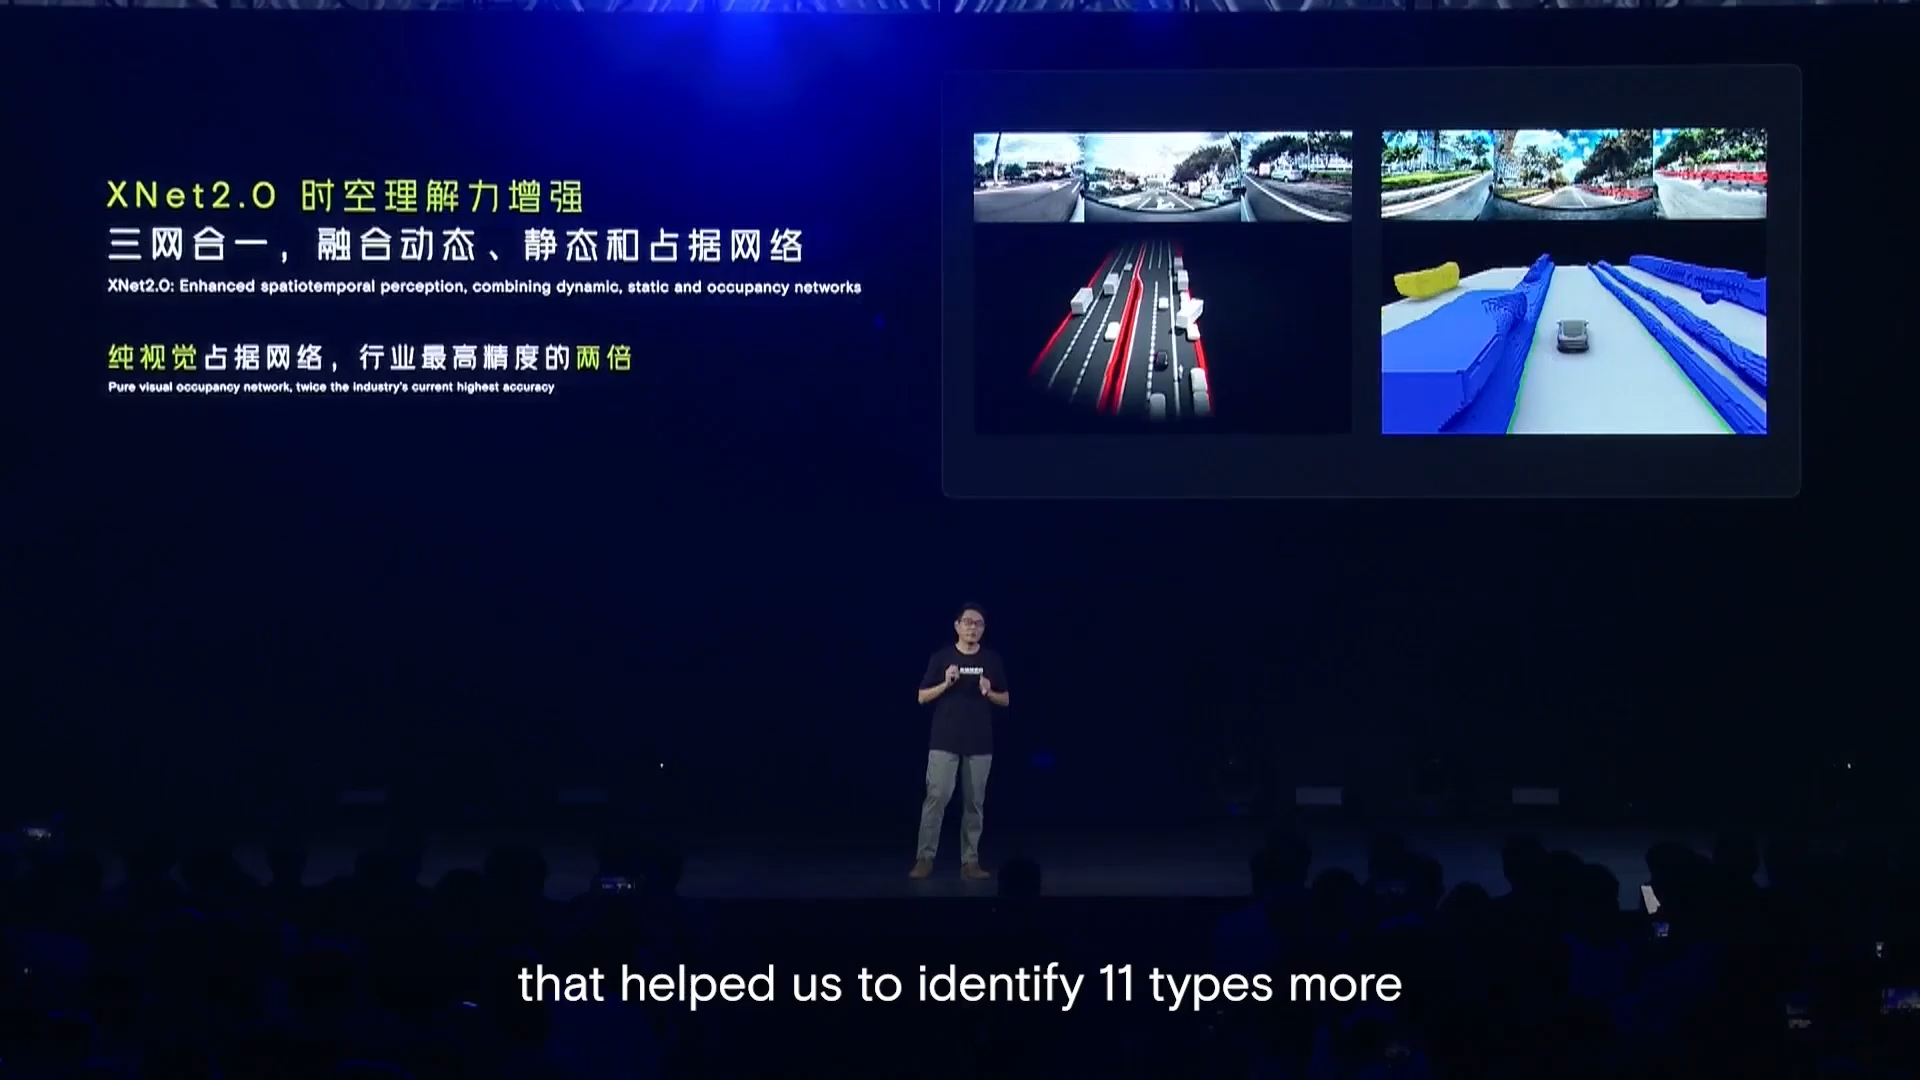 XNet2.0 时空理解力增强
三网合一，融合动态、静态和占据网络
XNet2.0: Enhanced spatiotemporal perception, combining dynamic, static and occupancy networks
纯视觉占据网络，行业最高精度的两倍
Pure visual occupancy network, twice the industry's current highest accuracy
that helped us to identify 11 types more